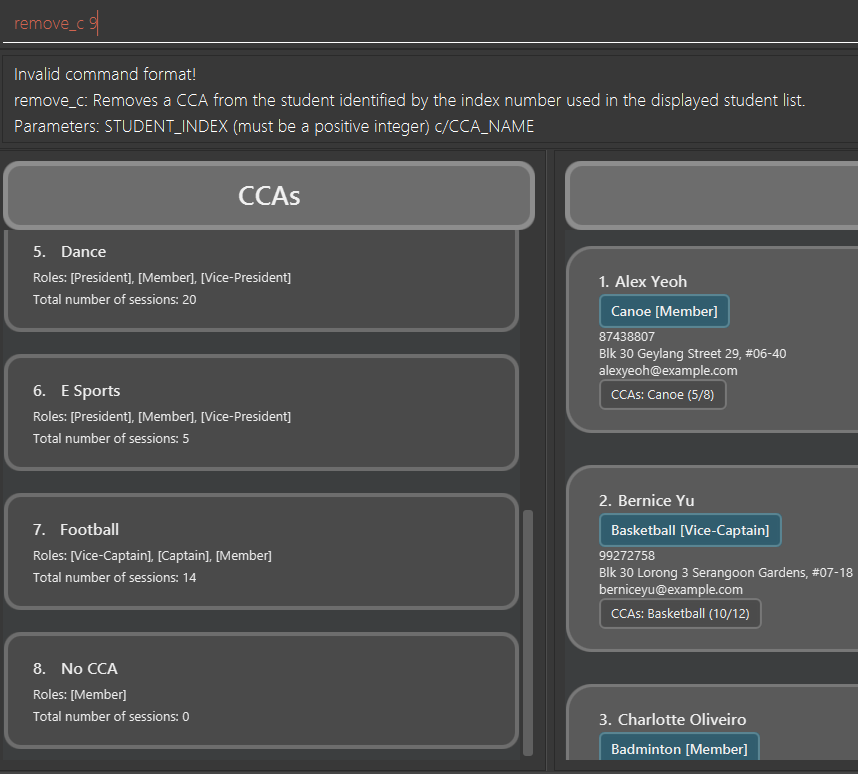 remove_c 9
Invalid command format!
remove_c: Removes a CCA from the student identified by the index number used in the displayed student list.
Parameters: STUDENT_INDEX (must be a positive integer) c/CCA_NAME
CCAs
5. Dance
Roles: [President], [Member], [Vice-President]
Total number of sessions: 20
6. E Sports
Roles: [President], [Member], [Vice-President]
Total number of sessions: 5
7. Football
Roles: [Vice-Captain], [Captain], [Member]
Total number of sessions: 14
8. No CCA
Roles: [Member]
Total number of sessions: 0
1. Alex Yeoh
Canoe [Member]
87438807
Blk 30 Geylang Street 29, #06-40
alexyeoh@example.com
CCAs: Canoe (5/8)
2. Bernice Yu
Basketball [Vice-Captain]
99272758
Blk 30 Lorong 3 Serangoon Gardens, #07-18
berniceyu@example.com
CCAs: Basketball (10/12)
3. Charlotte Oliveiro
Badminton [Member]